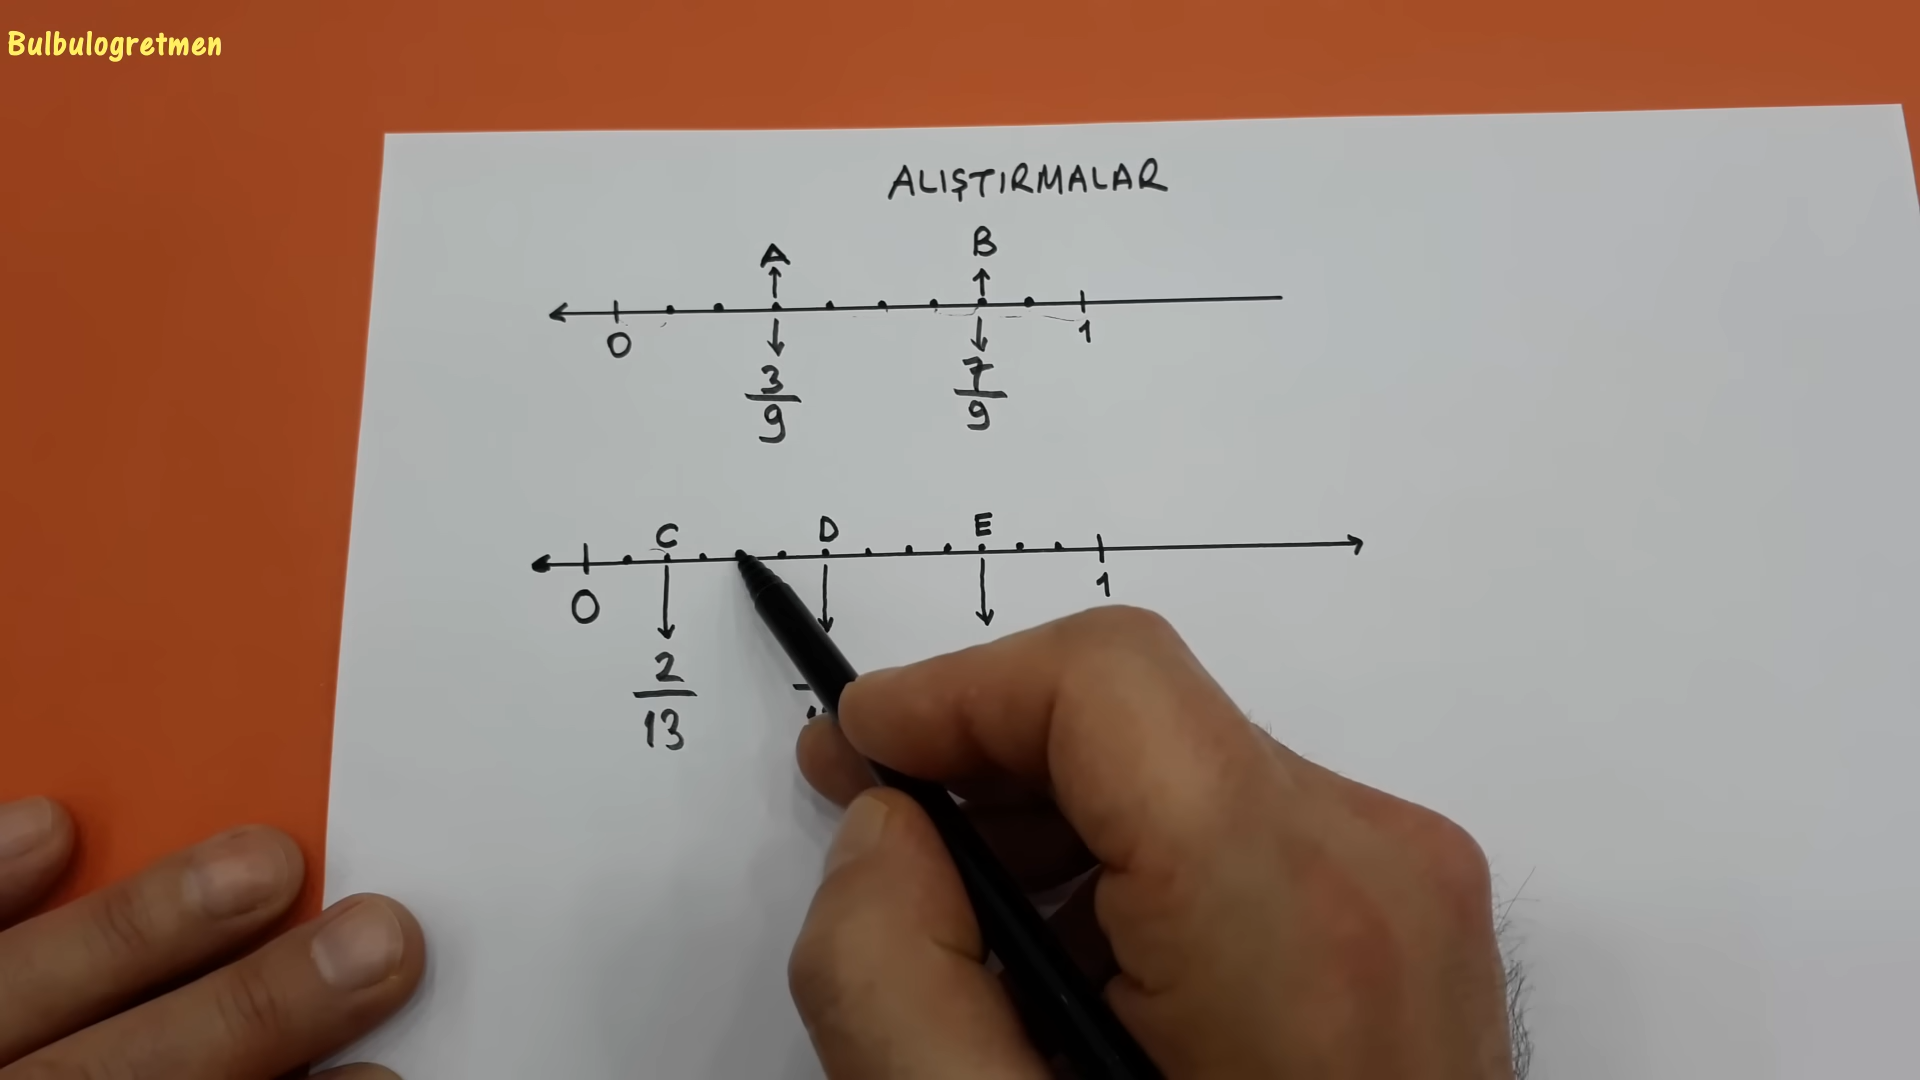 Bulbulogretmen
ALIŞTIRMALAR
A B
0 1
3/9 7/9
C D E
0 1
2/13